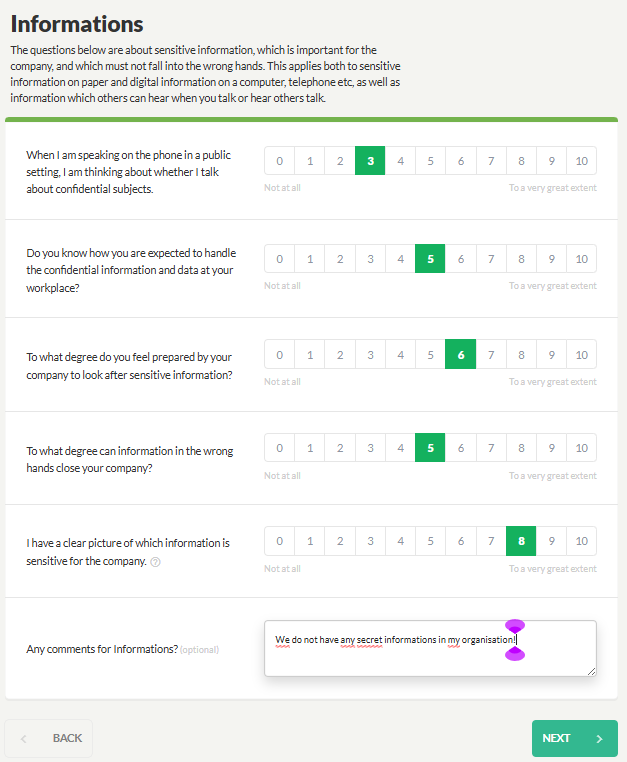 Informations
The questions below are about sensitive information, which is important for the
company, and which must not fall into the wrong hands. This applies both to sensitive
information on paper and digital information on a computer, telephone etc, as well as
information which others can hear when you talk or hear others talk.
When I am speaking on the phone in a public
setting, I am thinking about whether I talk
about confidential subjects.
0 1 2 3 4 5 6 7 8 9 10
Not at all To a very great extent
Do you know how you are expected to handle
the confidential information and data at your
workplace?
0 1 2 3 4 5 6 7 8 9 10
Not at all To a very great extent
To what degree do you feel prepared by your
company to look after sensitive information?
0 1 2 3 4 5 6 7 8 9 10
Not at all To a very great extent
To what degree can information in the wrong
hands close your company?
0 1 2 3 4 5 6 7 8 9 10
Not at all To a very great extent
I have a clear picture of which information is
sensitive for the company. ?
0 1 2 3 4 5 6 7 8 9 10
Not at all To a very great extent
Any comments for Informations? (optional)
We do not have any secret informations in my organisation!
< BACK
NEXT >